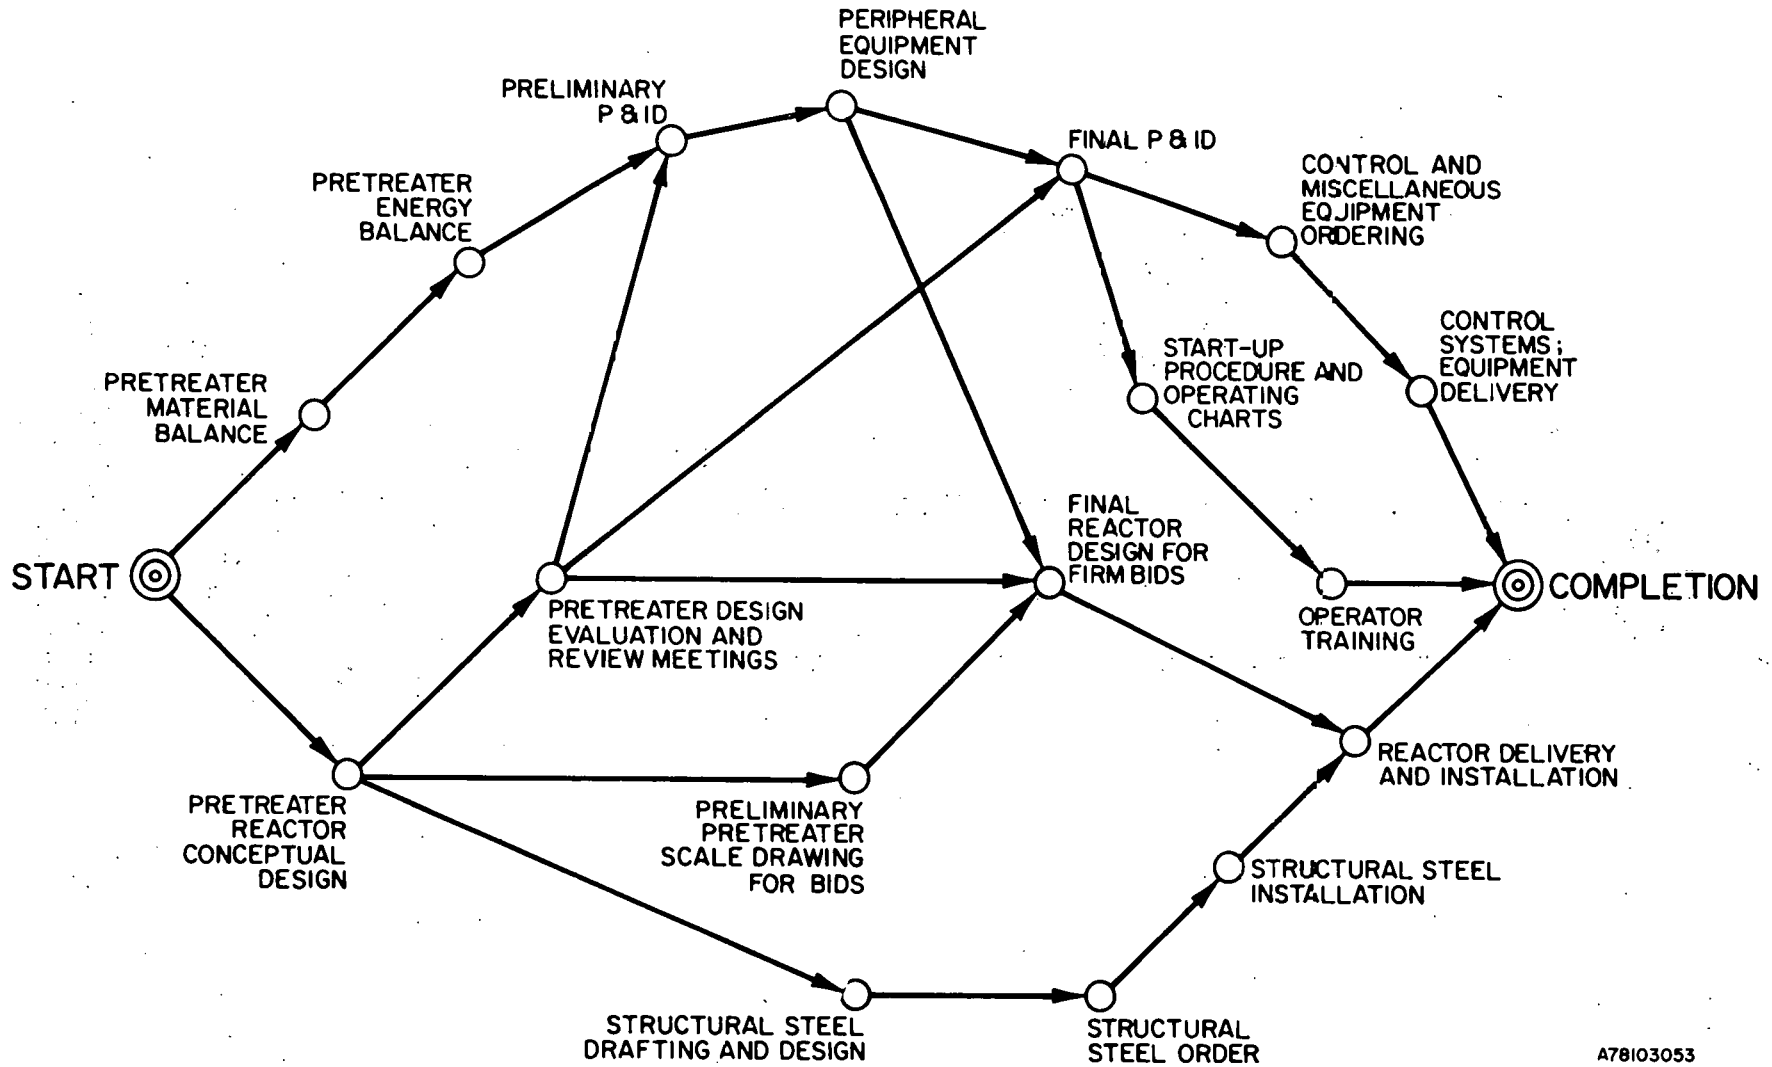 PERIPHERAL
EQUIPMENT
DESIGN
PRELIMINARY
P & ID
FINAL P & ID
CONTROL AND
MISCELLANEOUS
EQUIPMENT
ORDERING
PRETREATER
ENERGY
BALANCE
CONTROL
SYSTEMS;
EQUIPMENT
DELIVERY
START-UP
PROCEDURE AND
OPERATING
CHARTS
PRETREATER
MATERIAL
BALANCE
FINAL
REACTOR
DESIGN FOR
FIRM BIDS
START
COMPLETION
PRETREATER DESIGN
EVALUATION AND
REVIEW MEETINGS
OPERATOR
TRAINING
REACTOR DELIVERY
AND INSTALLATION
PRETREATER
REACTOR
CONCEPTUAL
DESIGN
PRELIMINARY
PRETREATER
SCALE DRAWING
FOR BIDS
STRUCTURAL STEEL
INSTALLATION
STRUCTURAL STEEL
DRAFTING AND DESIGN
STRUCTURAL
STEEL ORDER
A78103053